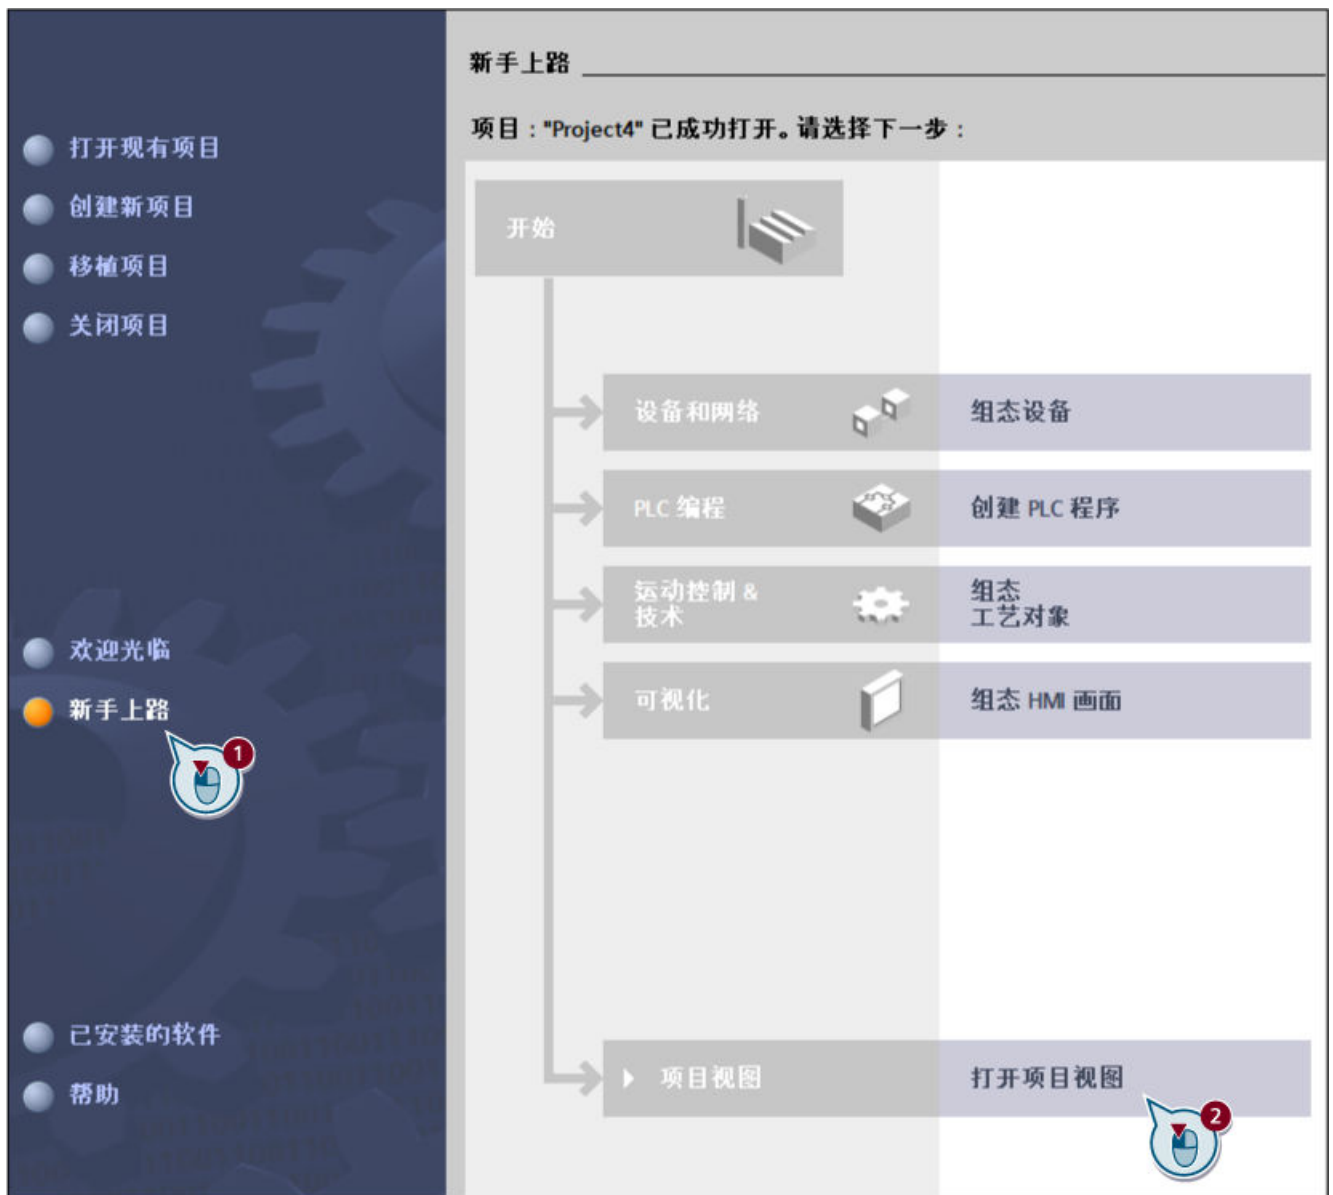 新手上路
项目："Project4" 已成功打开。请选择下一步：
打开现有项目
创建新项目
移植项目
关闭项目
欢迎光临
新手上路
1
已安装的软件
帮助
开始
设备和网络
组态设备
PLC 编程
创建 PLC 程序
运动控制 &
技术
组态
工艺对象
可视化
组态 HMI 画面
项目视图
打开项目视图
2